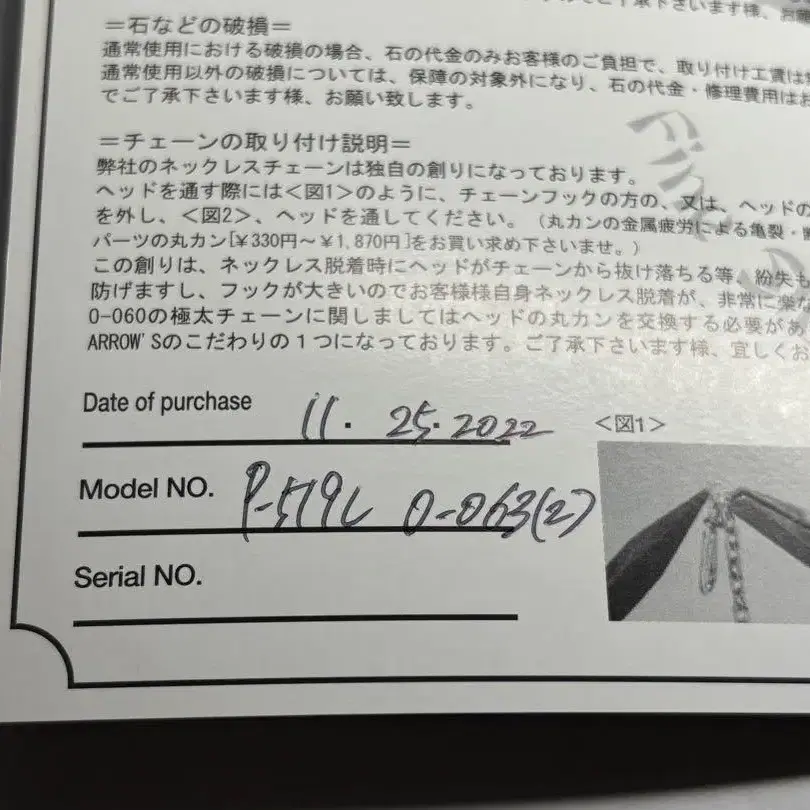 ご了承下さいます様、お願
＝石などの破損＝
通常使用における破損の場合、石の代金のみお客様のご負担で、取り付け工賃は
通常使用以外の破損については、保障の対象外になり、石の代金・修理費用はお
でご了承下さいます様、お願い致します。
＝チェーンの取り付け説明＝
弊社のネックレスチェーンは独自の創りになっております。
ヘッドを通す際には＜図1＞のように、チェーンフックの方の、又は、ヘッドの
を外し、＜図2＞、ヘッドを通してください。（丸カンの金属疲労による亀裂・
パーツの丸カン[￥330円～￥1,870円]をお買い求め下さいませ。）
この創りは、ネックレス脱着時にヘッドがチェーンから抜け落ちる等、紛失も
防げますし、フックが大きいのでお客様様自身ネックレス脱着が、非常に楽な
O-060の極太チェーンに関しましてはヘッドの丸カンを交換する必要があ
ARROW'Sのこだわりの１つになっております。ご了承下さいます様、宜しくお
Date of purchase 11. 25. 2022
＜図1＞
Model NO. P-519L O-063(2)
Serial NO.